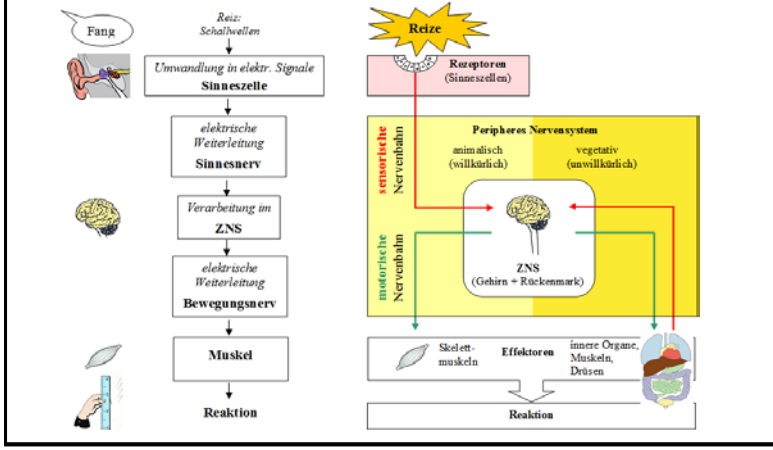 Fang
Reiz:
Schallwellen
Umwandlung in elektr. Signale
Sinneszelle
elektrische
Weiterleitung
Sinnesnerv
Verarbeitung im
ZNS
elektrische
Weiterleitung
Bewegungsnerv
Muskel
Reaktion
Reize
Rezeptoren
(Sinneszellen)
Peripheres Nervensystem
animalisch
(willkürlich)
vegetativ
(unwillkürlich)
sensorische
Nervenbahn
motorische
Nervenbahn
ZNS
(Gehirn + Rückenmark)
Skelett-
muskeln
Effektoren
innere Organe,
Muskeln,
Drüsen
Reaktion